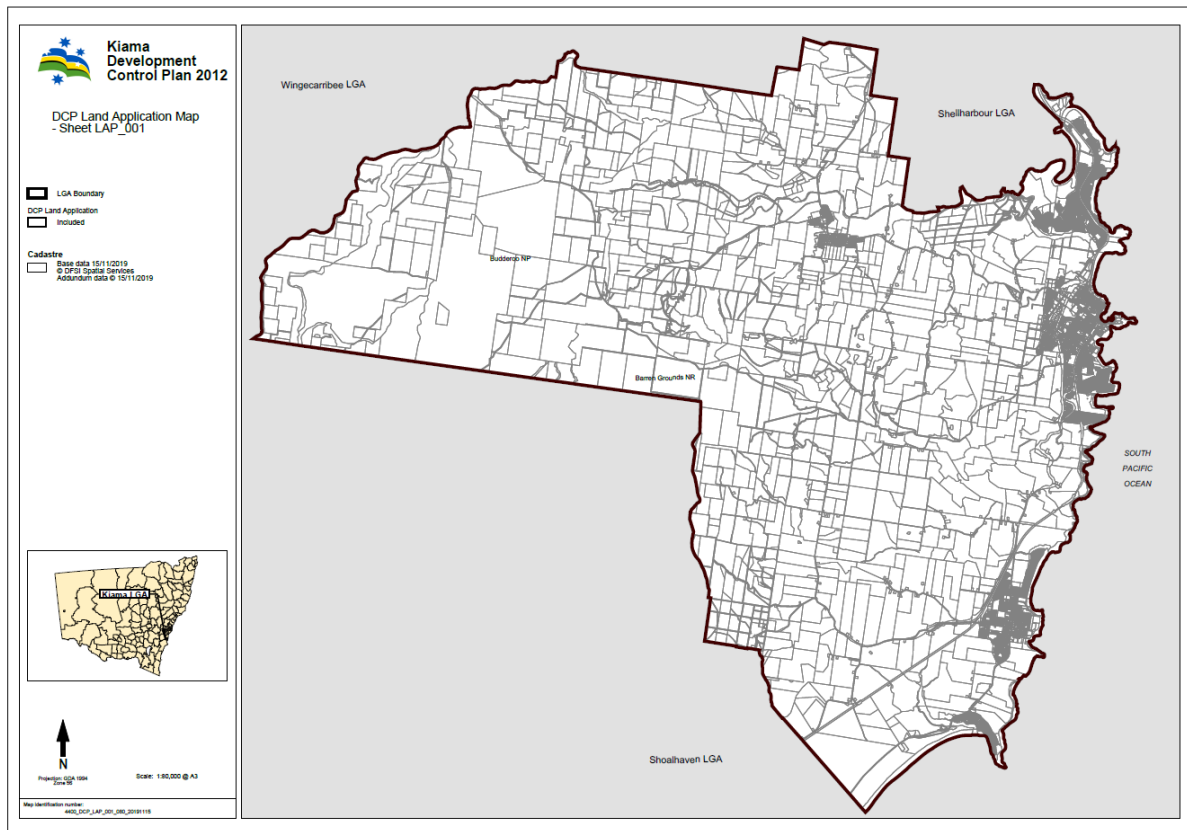 Kiama
Development
Control Plan 2012
DCP Land Application Map
- Sheet LAP_001
LGA Boundary
DCP Land Application
Included
Cadastre
Base data 15/11/2019
© DFSI Spatial Services
Addundum data © 15/11/2019
Kiama LGA
N
Projection: GDA 1994
Zone 56
Scale: 1:80,000 @ A3
Map identification number:
4400_DCP_LAP_001_080_20191115
Wingecarribee LGA
Shellharbour LGA
Budderoo NP
Barren Grounds NR
SOUTH
PACIFIC
OCEAN
Shoalhaven LGA